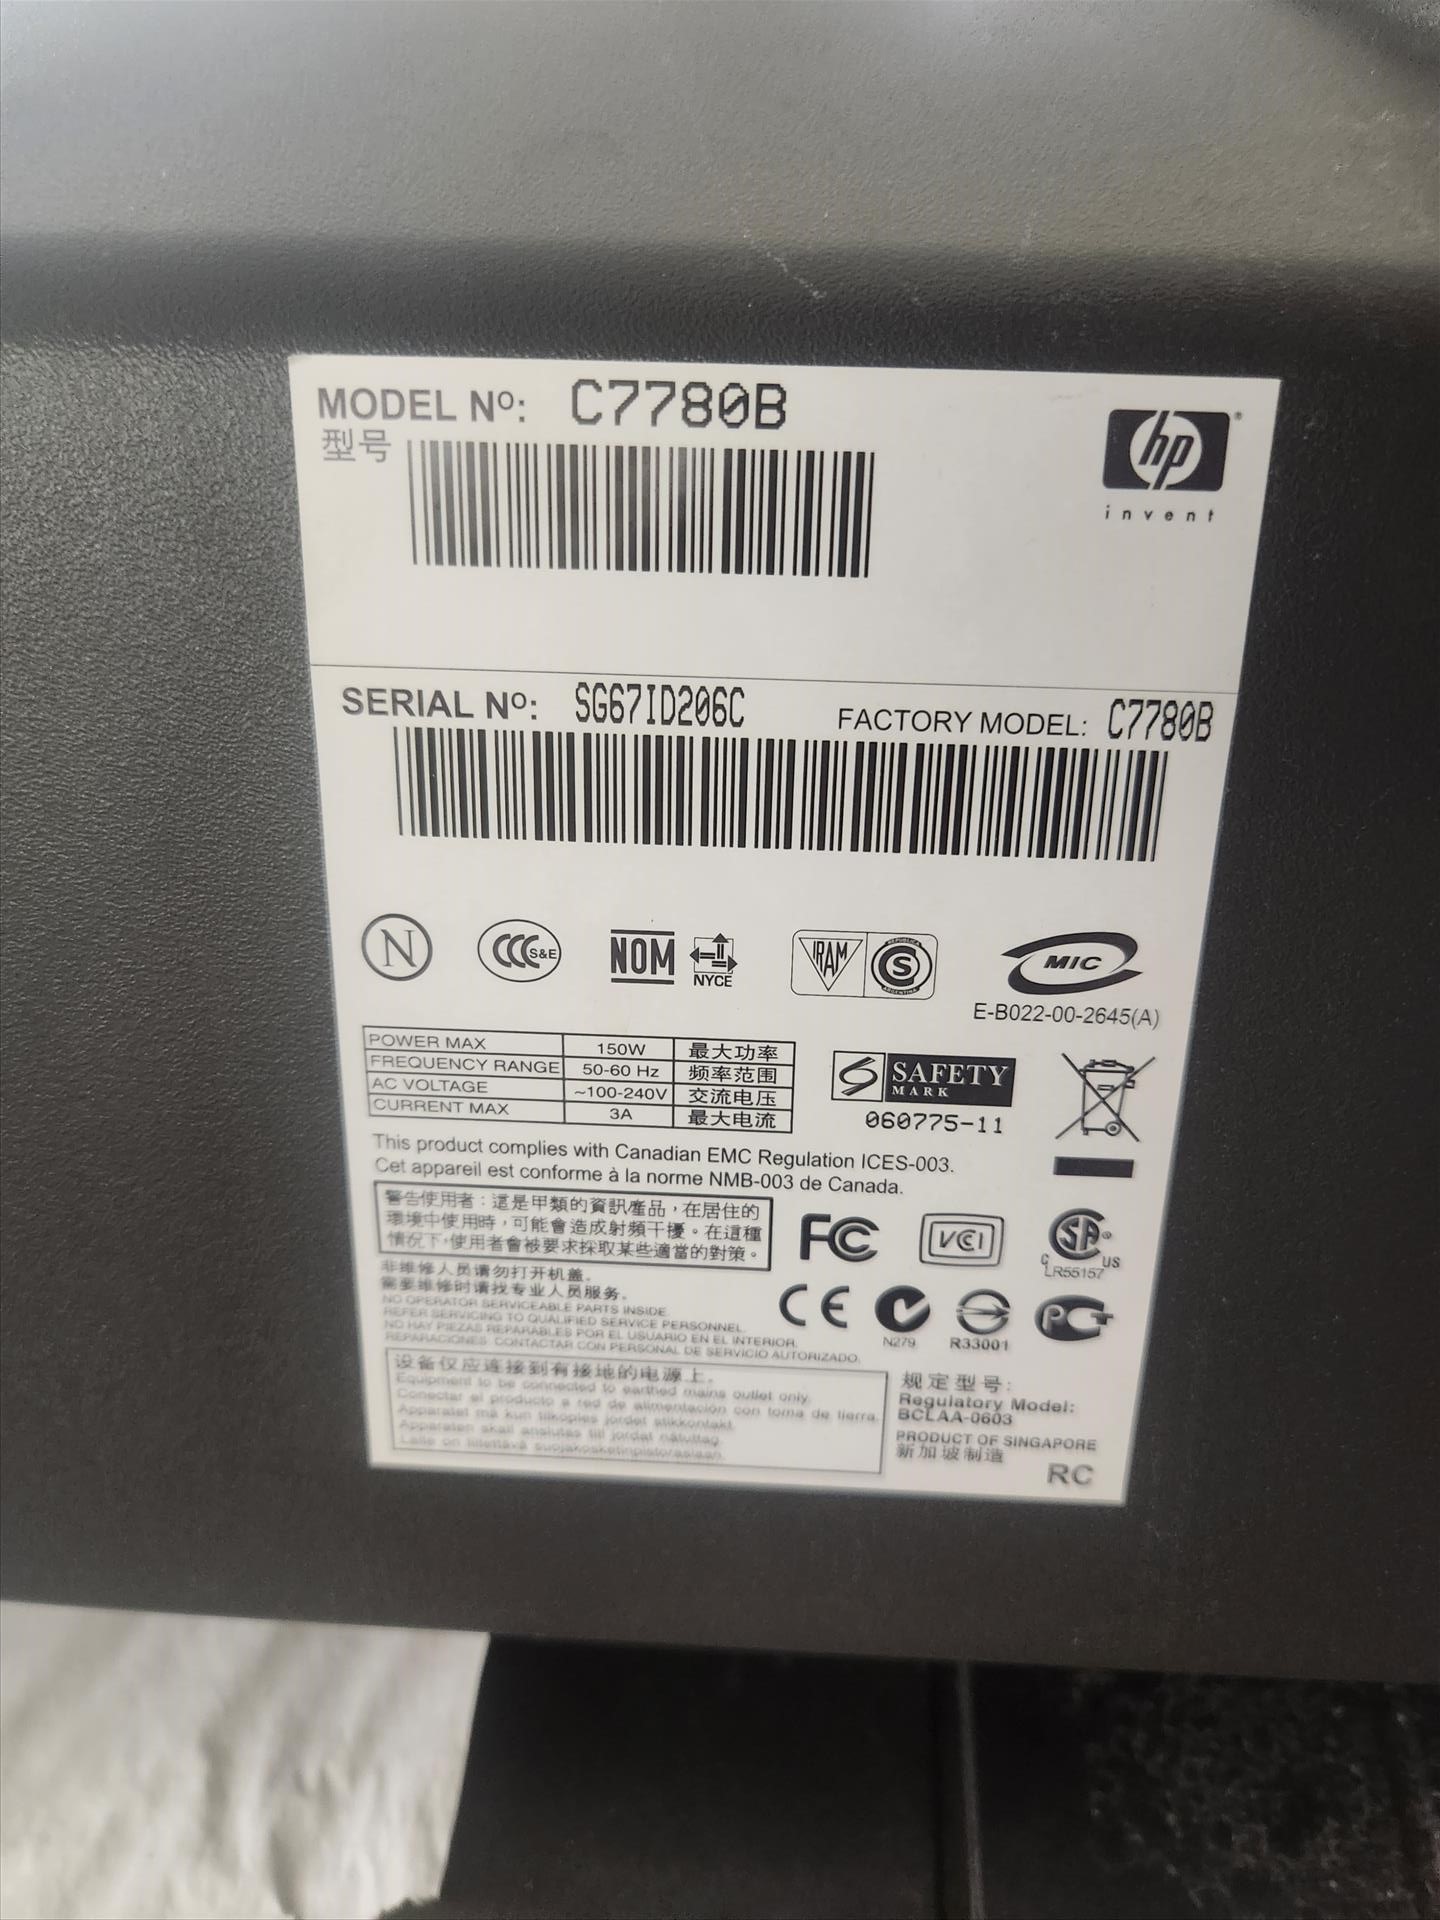 MODEL Nº: C7780B
型号
hp
invent
SERIAL Nº: SG67ID206C
FACTORY MODEL: C7780B
N
CCC S&E
NOM
NYCE
IRAM
REPUBLICA
S
ARGENTINA
MIC
E-B022-00-2645(A)
POWER MAX 150W 最大功率
FREQUENCY RANGE 50-60 Hz 频率范围
AC VOLTAGE ~100-240V 交流电压
CURRENT MAX 3A 最大电流
SAFETY
MARK
060775-11
This product complies with Canadian EMC Regulation ICES-003.
Cet appareil est conforme à la norme NMB-003 de Canada.
警告使用者：這是甲類的資訊產品，在居住的
環境中使用時，可能會造成射頻干擾。在這種
情況下，使用者會被要求採取某些適當的對策。
FC
VCI
SA
C US
LR55157
非维修人员请勿打开机盖。
需要维修时请找专业人员服务。
NO OPERATOR SERVICEABLE PARTS INSIDE.
REFER SERVICING TO QUALIFIED SERVICE PERSONNEL.
NO HAY PIEZAS REPARABLES POR EL USUARIO EN EL INTERIOR.
REPARACIONES: CONTACTAR CON PERSONAL DE SERVICIO AUTORIZADO.
CE
N279
R33001
设备仅应连接到有接地的电源上。
Equipment to be connected to earthed mains outlet only.
Conectar el producto a red de alimentación con toma de tierra.
Apparatet må kun tilkoples jordet stikkontakt.
Apparaten skall anslutas till jordat nätuttag.
Laite on liitettävä suojakosketinpistorasiaan.
规定型号:
Regulatory Model:
BCLAA-0603
PRODUCT OF SINGAPORE
新加坡制造
RC